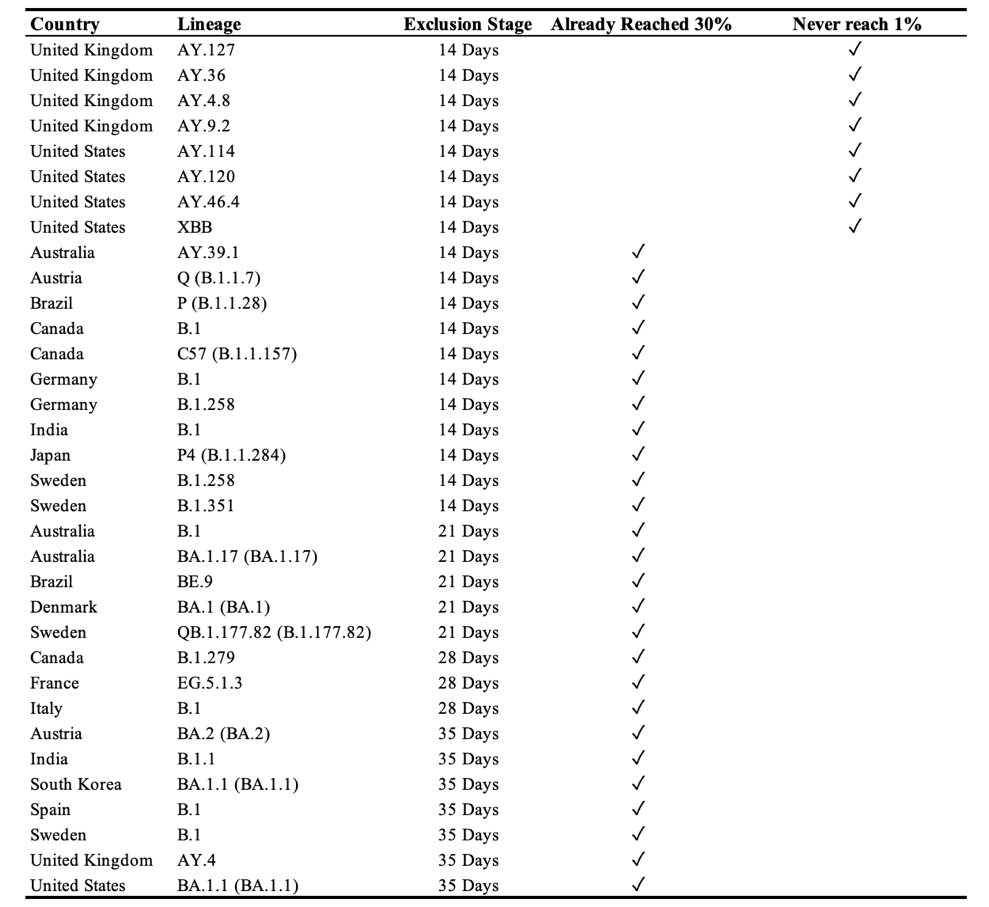 Country Lineage Exclusion Stage Already Reached 30% Never reach 1%
United Kingdom AY.127 14 Days ✓
United Kingdom AY.36 14 Days ✓
United Kingdom AY.4.8 14 Days ✓
United Kingdom AY.9.2 14 Days ✓
United States AY.114 14 Days ✓
United States AY.120 14 Days ✓
United States AY.46.4 14 Days ✓
United States XBB 14 Days ✓
Australia AY.39.1 14 Days ✓
Austria Q (B.1.1.7) 14 Days ✓
Brazil P (B.1.1.28) 14 Days ✓
Canada B.1 14 Days ✓
Canada C57 (B.1.1.157) 14 Days ✓
Germany B.1 14 Days ✓
Germany B.1.258 14 Days ✓
India B.1 14 Days ✓
Japan P4 (B.1.1.284) 14 Days ✓
Sweden B.1.258 14 Days ✓
Sweden B.1.351 14 Days ✓
Australia B.1 21 Days ✓
Australia BA.1.17 (BA.1.17) 21 Days ✓
Brazil BE.9 21 Days ✓
Denmark BA.1 (BA.1) 21 Days ✓
Sweden QB.1.177.82 (B.1.177.82) 21 Days ✓
Canada B.1.279 28 Days ✓
France EG.5.1.3 28 Days ✓
Italy B.1 28 Days ✓
Austria BA.2 (BA.2) 35 Days ✓
India B.1.1 35 Days ✓
South Korea BA.1.1 (BA.1.1) 35 Days ✓
Spain B.1 35 Days ✓
Sweden B.1 35 Days ✓
United Kingdom AY.4 35 Days ✓
United States BA.1.1 (BA.1.1) 35 Days ✓